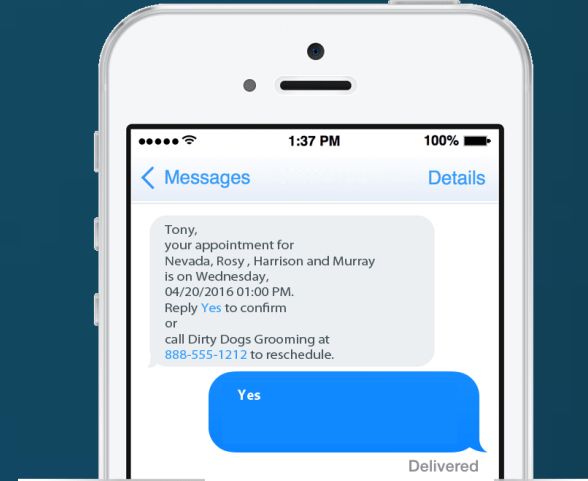 1:37 PM 100%
Messages Details
Tony,
your appointment for
Nevada, Rosy , Harrison and Murray
is on Wednesday,
04/20/2016 01:00 PM.
Reply Yes to confirm
or
call Dirty Dogs Grooming at
888-555-1212 to reschedule.
Yes
Delivered